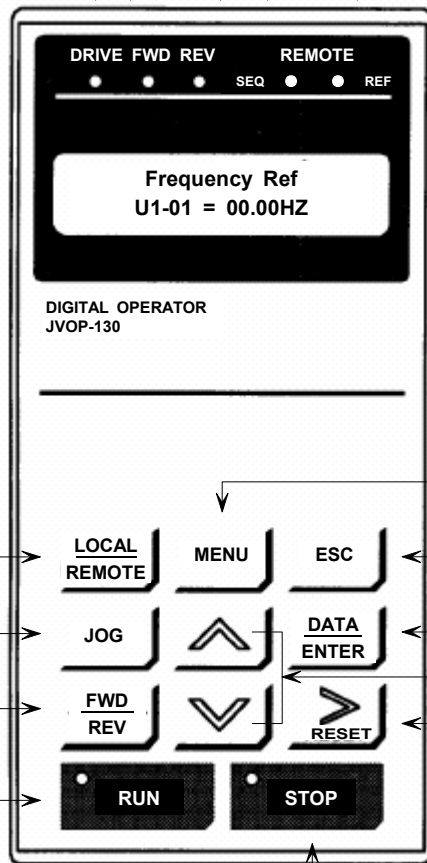 DRIVE FWD REV REMOTE
SEQ REF
Frequency Ref
U1-01 = 00.00HZ
DIGITAL OPERATOR
JVOP-130
LOCAL
REMOTE
MENU
ESC
JOG
DATA
ENTER
FWD
REV
RESET
RUN
STOP